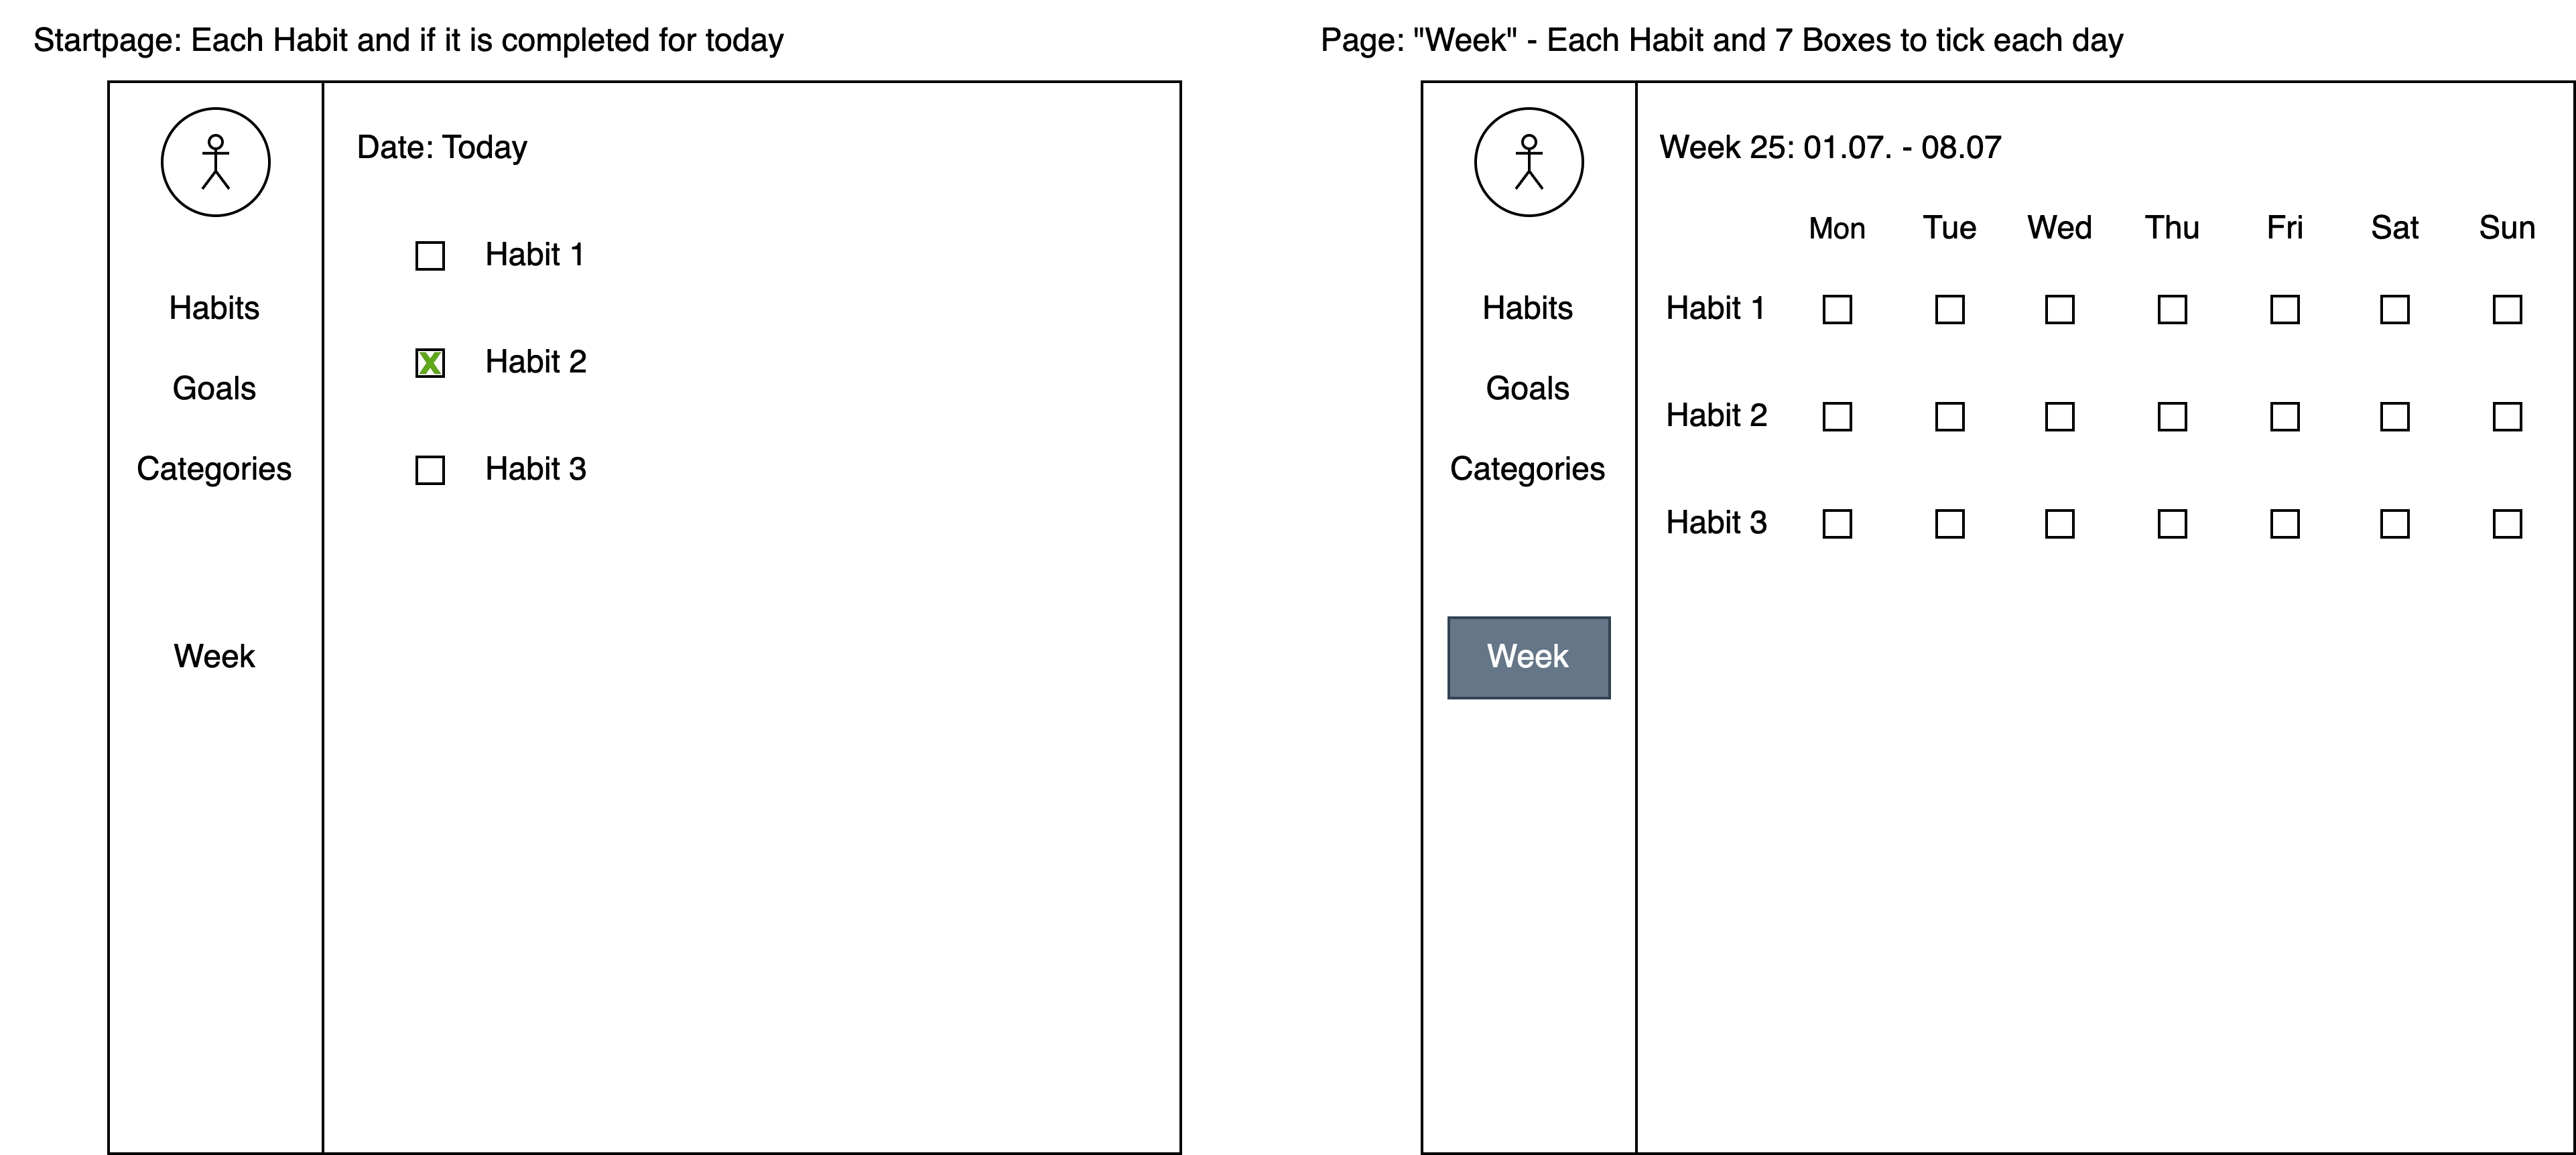 Startpage: Each Habit and if it is completed for today
Date: Today
Habit 1
Habit 2
Habit 3
Habits
Goals
Categories
Week
Page: "Week" - Each Habit and 7 Boxes to tick each day
Week 25: 01.07. - 08.07
Mon Tue Wed Thu Fri Sat Sun
Habit 1
Habit 2
Habit 3
Habits
Goals
Categories
Week